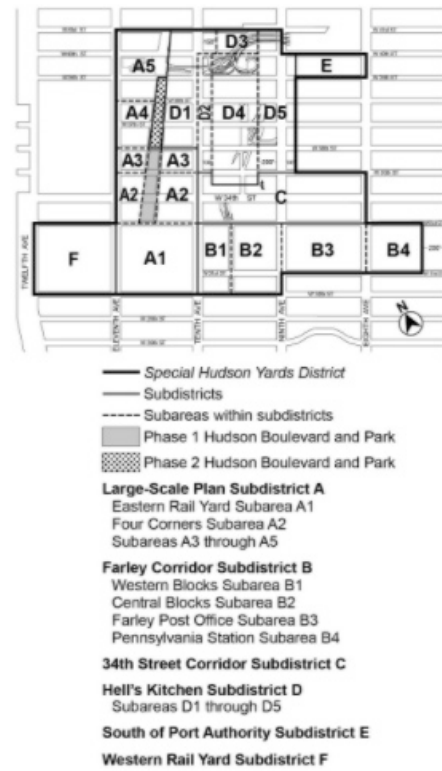 D3
A5
E
A4
D1
D2
D4
D5
A3
A3
A2
A2
C
W 34th ST
F
A1
B1
B2
B3
B4
TWELFTH AVE
ELEVENTH AVE
TENTH AVE
NINTH AVE
EIGHTH AVE
N
Special Hudson Yards District
Subdistricts
Subareas within subdistricts
Phase 1 Hudson Boulevard and Park
Phase 2 Hudson Boulevard and Park
Large-Scale Plan Subdistrict A
Eastern Rail Yard Subarea A1
Four Corners Subarea A2
Subareas A3 through A5
Farley Corridor Subdistrict B
Western Blocks Subarea B1
Central Blocks Subarea B2
Farley Post Office Subarea B3
Pennsylvania Station Subarea B4
34th Street Corridor Subdistrict C
Hell's Kitchen Subdistrict D
Subareas D1 through D5
South of Port Authority Subdistrict E
Western Rail Yard Subdistrict F